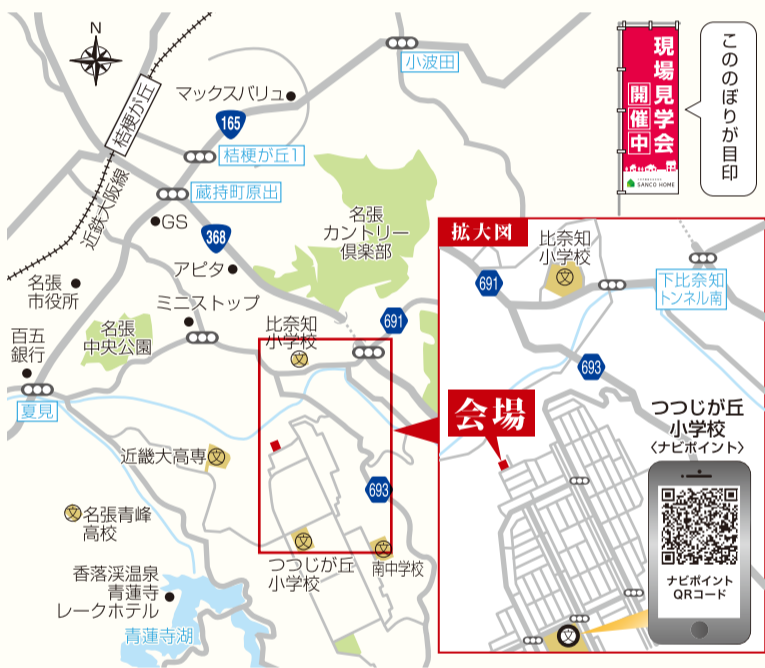 N
桔梗が丘
近鉄大阪線
マックスバリュ
165
小波田
桔梗が丘1
蔵持町原出
GS
368
アピタ
名張
カントリー
倶楽部
名張
市役所
ミニストップ
名張
中央公園
百五
銀行
夏見
比奈知
小学校
文
691
近畿大高専
文
文
名張青峰
高校
693
つつじが丘
小学校
文
南中学校
文
香落渓温泉
青蓮寺
レークホテル
青蓮寺湖
現場見学会
開催中
SANCO HOME
こののぼりが目印
拡大図
比奈知
小学校
文
691
下比奈知
トンネル南
693
会場
つつじが丘
小学校
〈ナビポイント〉
ナビポイント
QRコード
文